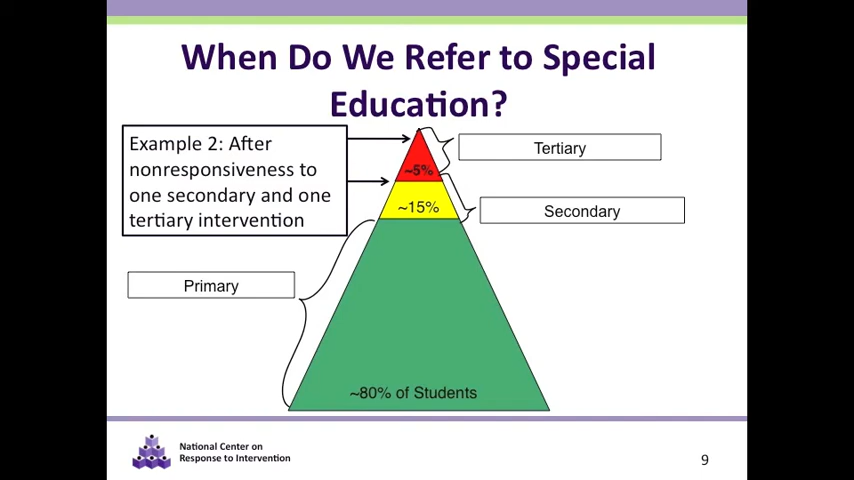 When Do We Refer to Special
Education?
Example 2: After
nonresponsiveness to
one secondary and one
tertiary intervention
Tertiary
~5%
~15%
Secondary
Primary
~80% of Students
National Center on
Response to Intervention
9